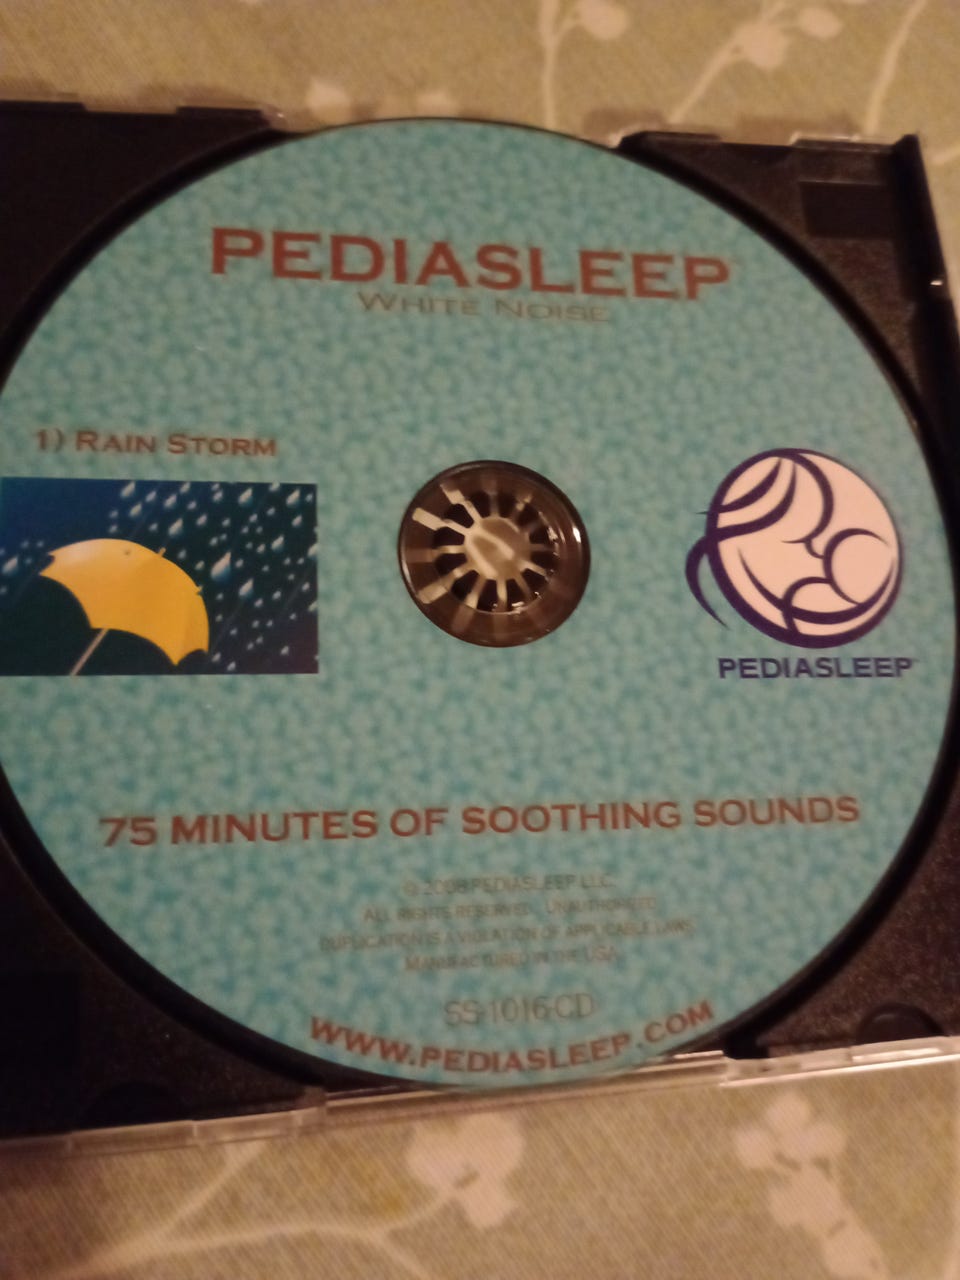 PEDIASLEEP
WHITE NOISE
1) RAIN STORM
PEDIASLEEP
75 MINUTES OF SOOTHING SOUNDS
© 2008 PEDIASLEEP LLC.
ALL RIGHTS RESERVED. UNAUTHORIZED
DUPLICATION IS A VIOLATION OF APPLICABLE LAWS
MANUFACTURED IN THE USA
SS-1016-CD
WWW.PEDIASLEEP.COM